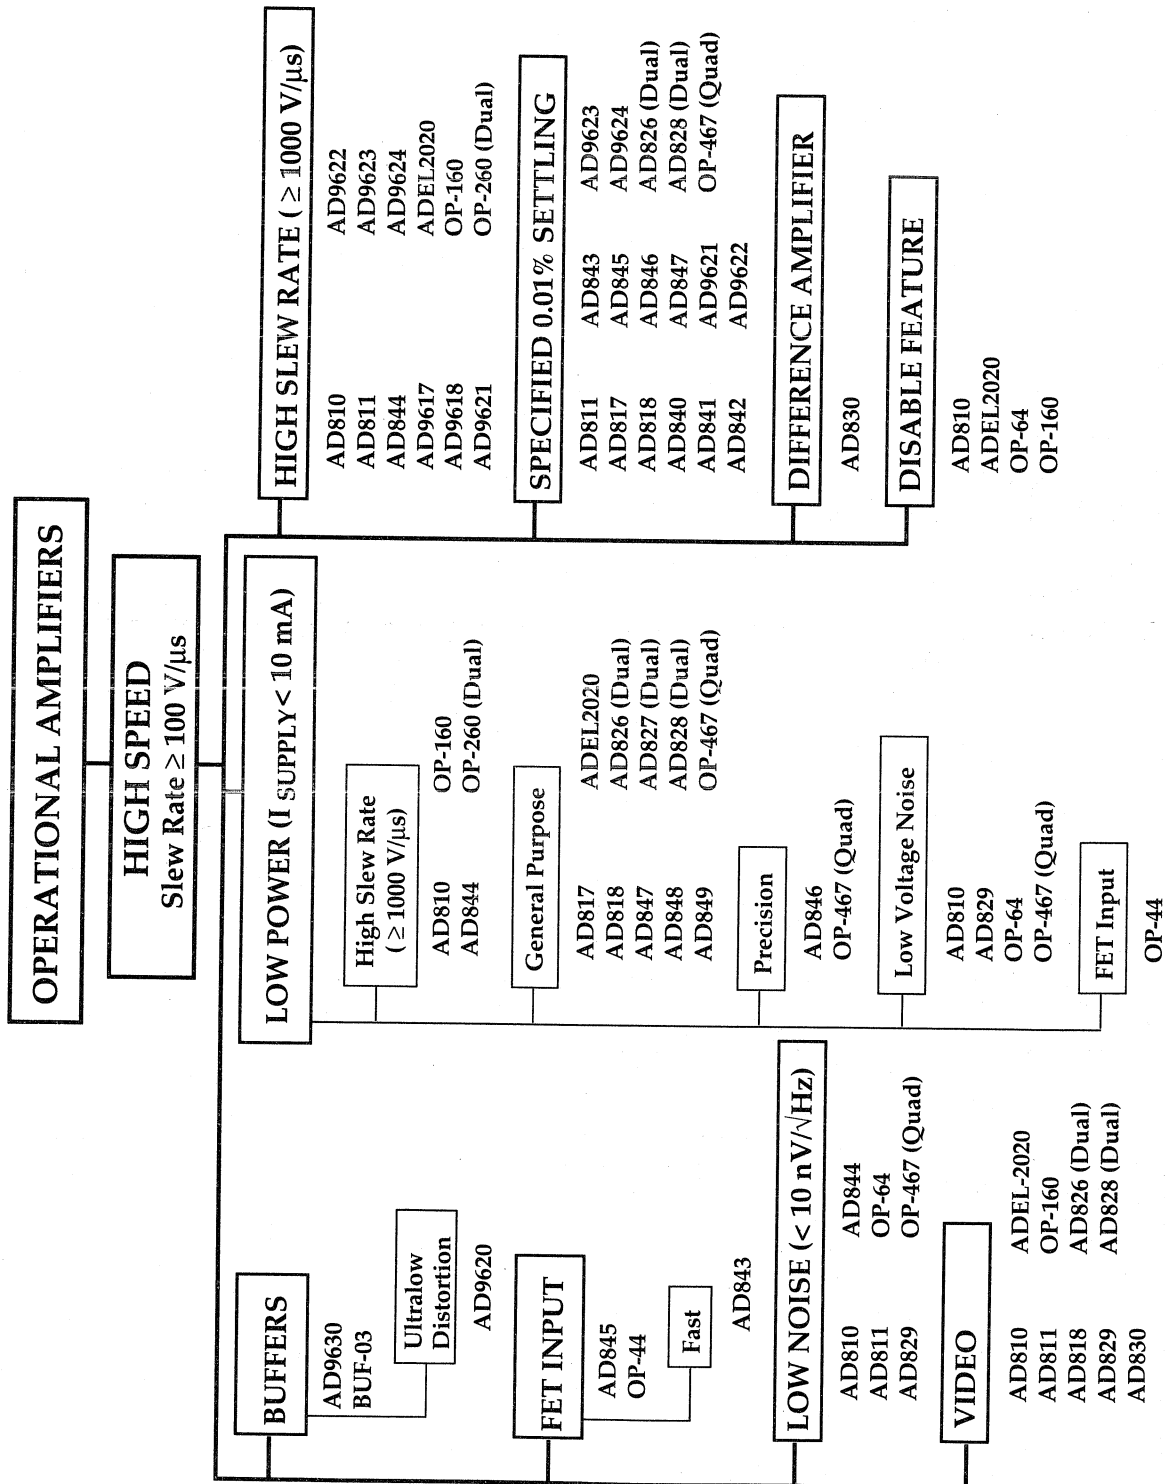 OPERATIONAL AMPLIFIERS
HIGH SPEED
Slew Rate ≥ 100 V/µs
BUFFERS
AD9630
BUF-03
Ultralow
Distortion
AD9620
FET INPUT
AD845
OP-44
Fast
AD843
LOW NOISE (< 10 nV/√Hz)
AD810
AD811
AD829
AD844
OP-64
OP-467 (Quad)
VIDEO
AD810
AD811
AD818
AD829
AD830
ADEL-2020
OP-160
AD826 (Dual)
AD828 (Dual)
LOW POWER (I SUPPLY < 10 mA)
High Slew Rate
( ≥ 1000 V/µs)
AD810
AD844
OP-160
OP-260 (Dual)
General Purpose
AD817
AD818
AD847
AD848
AD849
ADEL2020
AD826 (Dual)
AD827 (Dual)
AD828 (Dual)
OP-467 (Quad)
Precision
AD846
OP-467 (Quad)
Low Voltage Noise
AD810
AD829
OP-64
OP-467 (Quad)
FET Input
OP-44
HIGH SLEW RATE ( ≥ 1000 V/µs)
AD810
AD811
AD844
AD9617
AD9618
AD9621
AD9622
AD9623
AD9624
ADEL2020
OP-160
OP-260 (Dual)
SPECIFIED 0.01% SETTLING
AD811
AD817
AD818
AD840
AD841
AD842
AD843
AD845
AD846
AD847
AD9621
AD9622
AD9623
AD9624
AD826 (Dual)
AD828 (Dual)
OP-467 (Quad)
DIFFERENCE AMPLIFIER
AD830
DISABLE FEATURE
AD810
ADEL2020
OP-64
OP-160